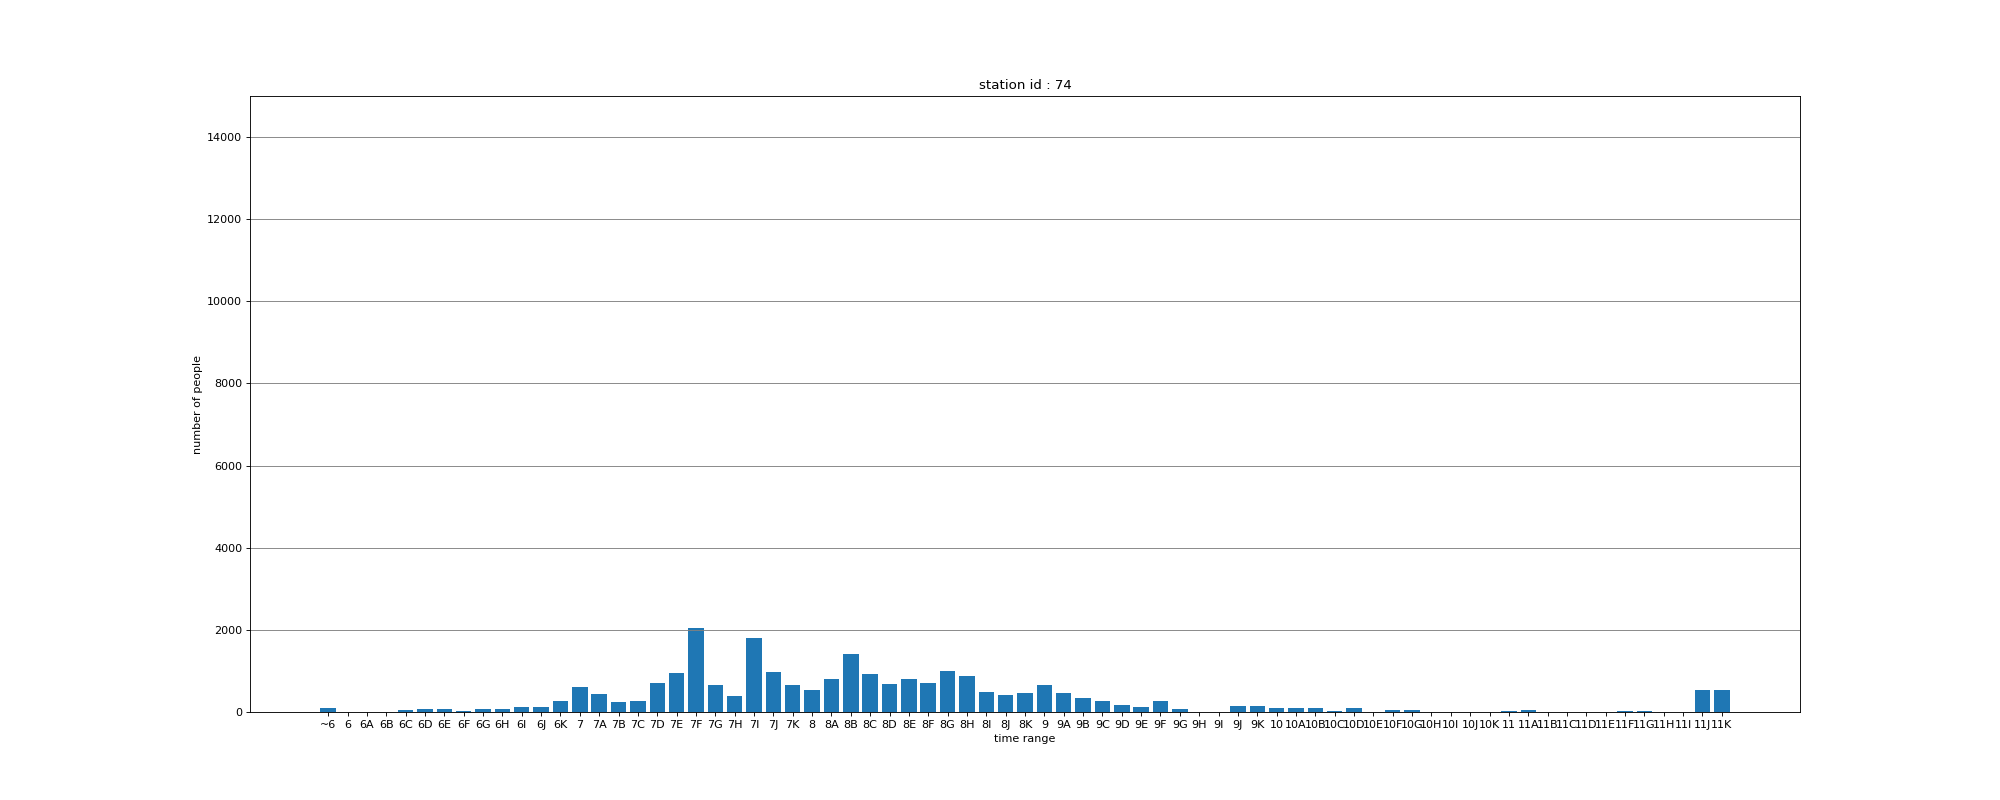 station id : 74
14000
12000
10000
8000
6000
4000
2000
0
number of people
~6 6 6A 6B 6C 6D 6E 6F 6G 6H 6I 6J 6K 7 7A 7B 7C 7D 7E 7F 7G 7H 7I 7J 7K 8 8A 8B 8C 8D 8E 8F 8G 8H 8I 8J 8K 9 9A 9B 9C 9D 9E 9F 9G 9H 9I 9J 9K 10 10A 10B 10C 10D 10E 10F 10G 10H 10I 10J 10K 11 11A 11B 11C 11D 11E 11F 11G 11H 11I 11J 11K
time range